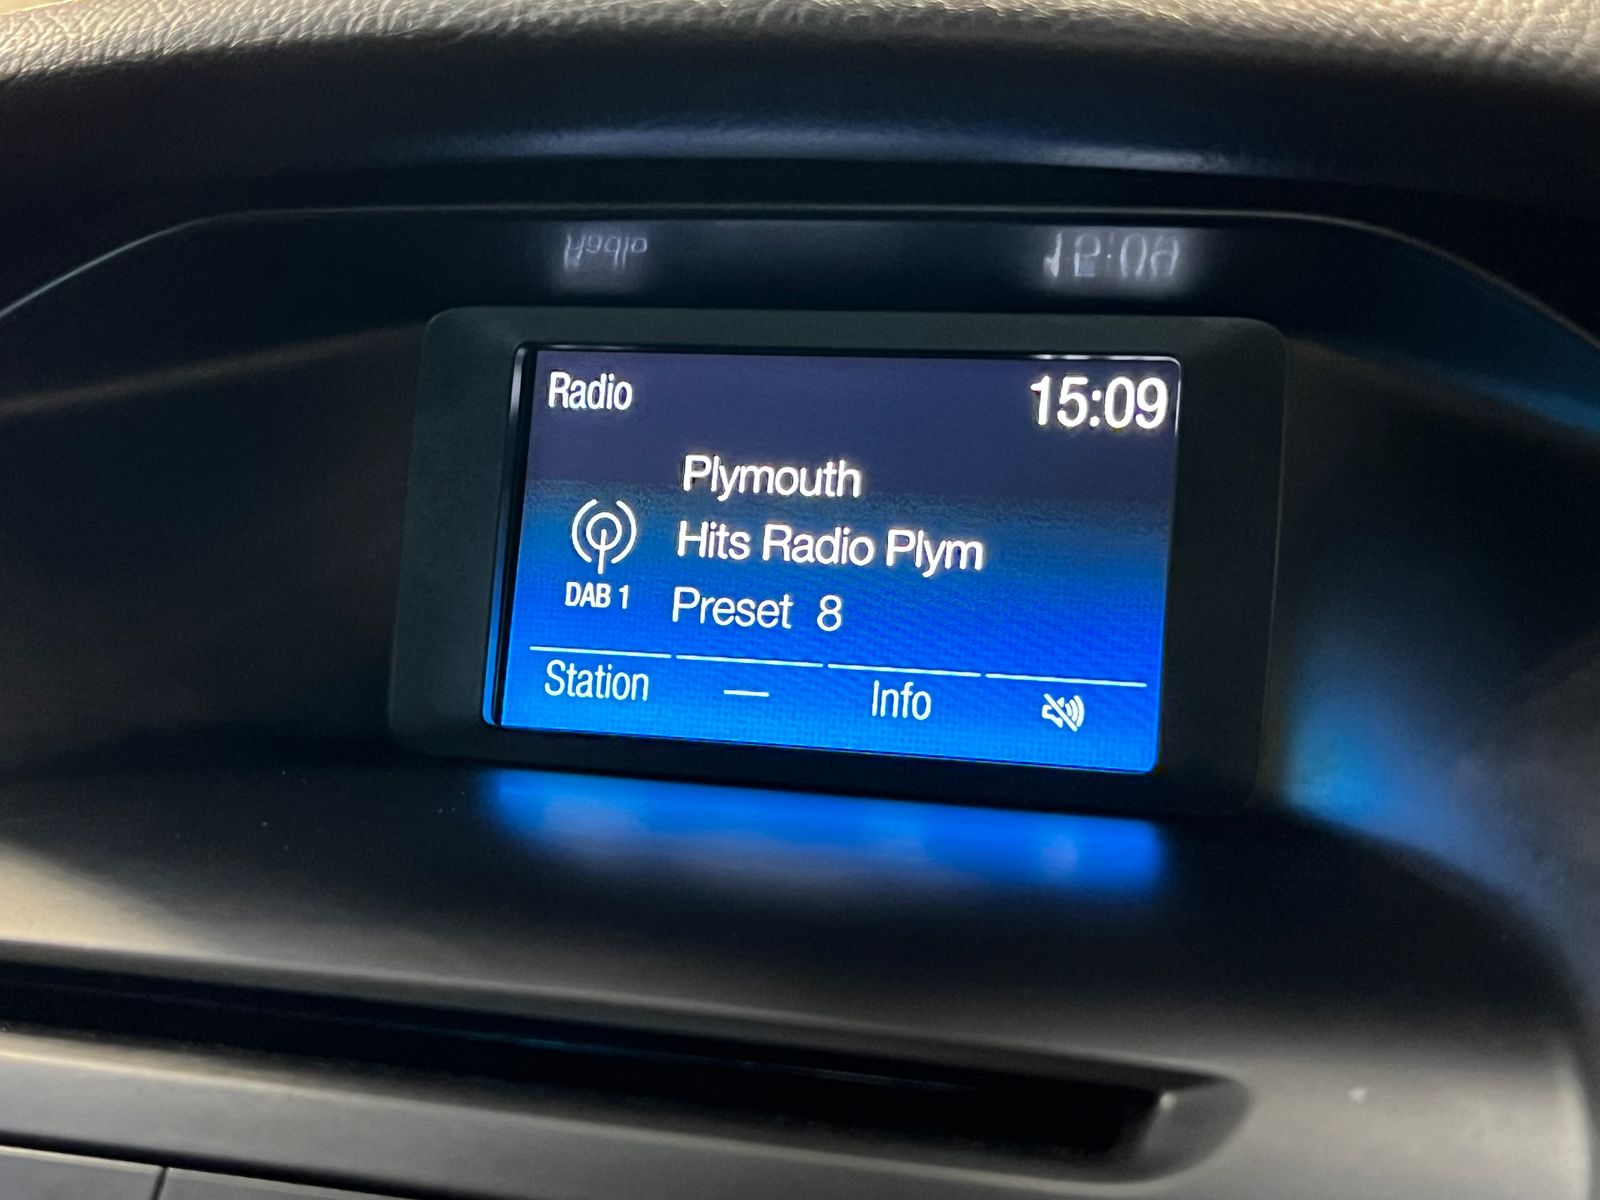 Radio 15:09
Plymouth
Hits Radio Plym
DAB 1 Preset 8
Station — Info